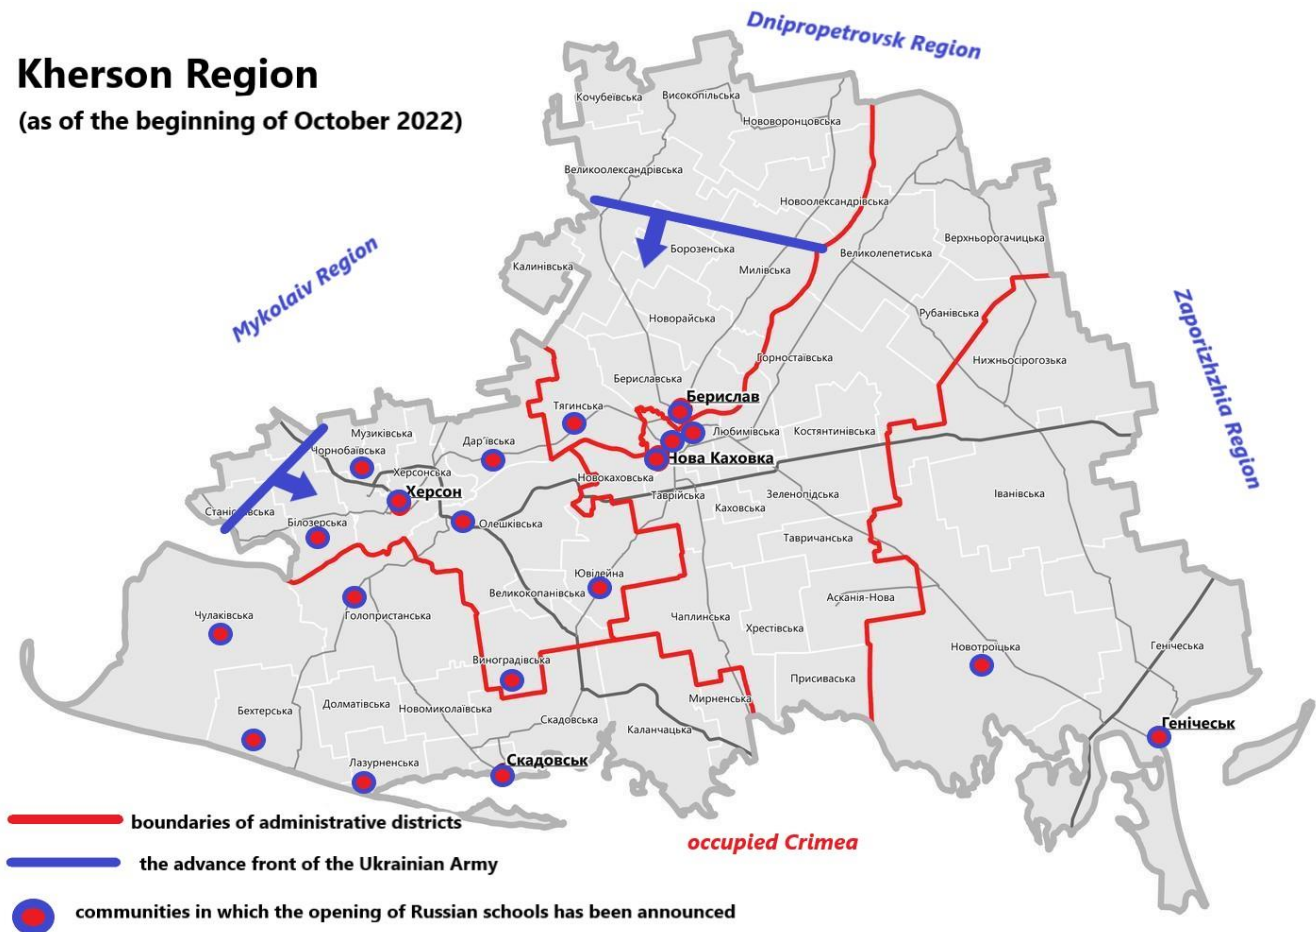 Dnipropetrovsk Region
Kherson Region
(as of the beginning of October 2022)
Кочубеївська
Високопільська
Нововоронцовська
Великоолександрівська
Новоолександрівська
Борозенська
Верхньорогачицька
Великолепетиська
Калинівська
Милівська
Mykolaiv Region
Zaporizhzhia Region
Новорайська
Рубанівська
Горностаївська
Нижньосірогозька
Бериславська
Берислав
Тягинська
Музиківська
Любимівська
Костянтинівська
Дар'ївська
Чорнобаївська
Нова Каховка
Херсонська
Новокаховська
Херсон
Таврійська
Зеленопідська
Іванівська
Каховська
Станіславська
Білозерська
Олешківська
Тавричанська
Ювілейна
Великокопанівська
Асканія-Нова
Чулаківська
Голопристанська
Чаплинська
Хрестівська
Новотроїцька
Генічеська
Виноградівська
Присиваська
Мирненська
Долматівська
Новомиколаївська
Бехтерська
Скадовська
Каланчацька
Генічеськ
Лазурненська
Скадовськ
occupied Crimea
boundaries of administrative districts
the advance front of the Ukrainian Army
communities in which the opening of Russian schools has been announced